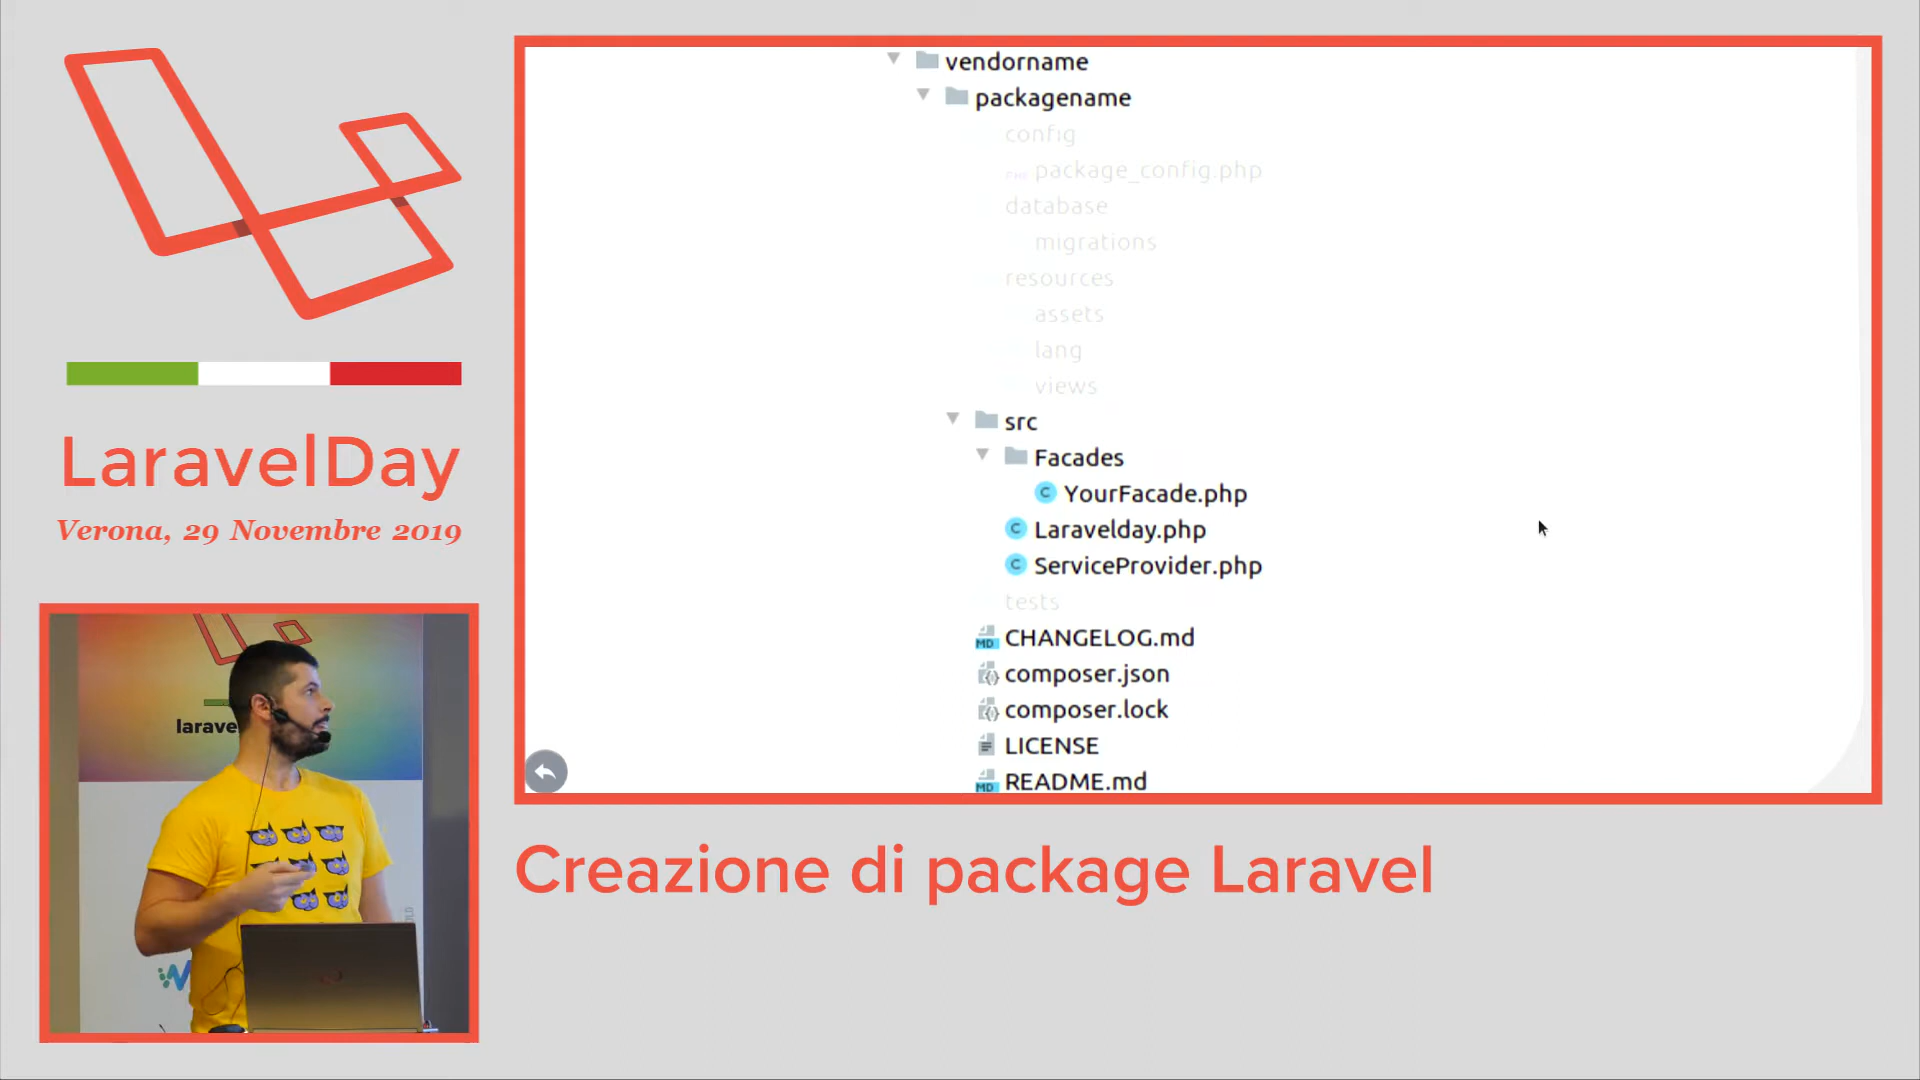 LaravelDay
Verona, 29 Novembre 2019
vendorname
packagename
config
package_config.php
database
migrations
resources
assets
lang
views
src
Facades
YourFacade.php
Laravelday.php
ServiceProvider.php
tests
CHANGELOG.md
composer.json
composer.lock
LICENSE
README.md
larave
Creazione di package Laravel